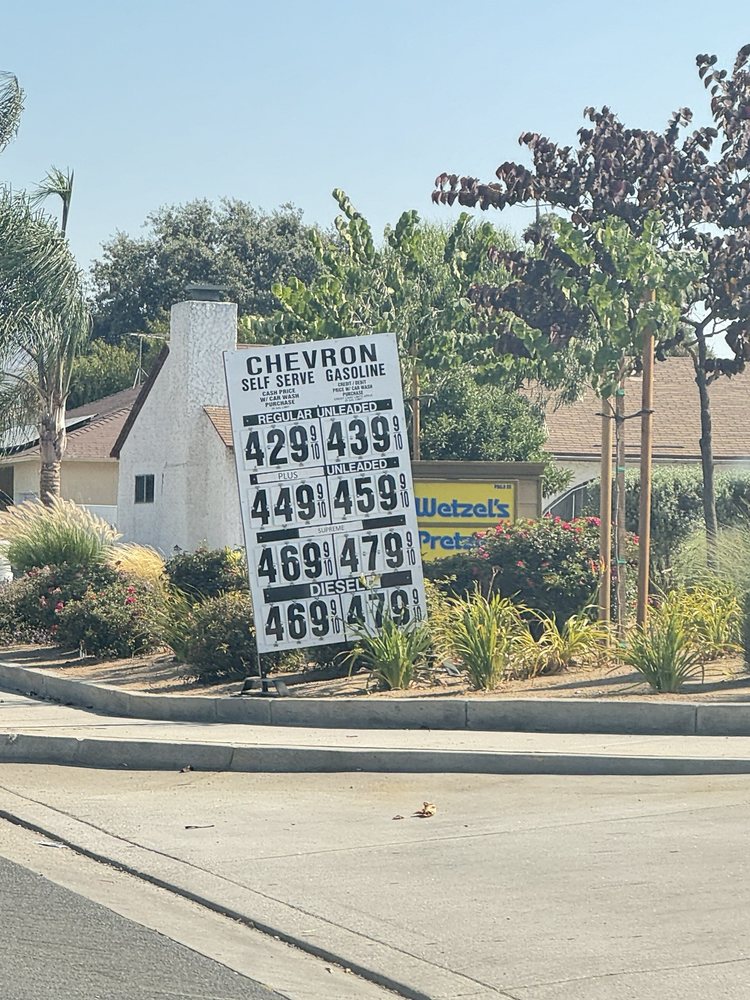 CHEVRON
SELF SERVE GASOLINE
CASH PRICE
W/ CAR WASH
PURCHASE
CREDIT / DEBIT
PRICE W/ CAR WASH
PURCHASE
REGULAR UNLEADED
429 9/10 439 9/10
PLUS UNLEADED
449 9/10 459 9/10
SUPREME
469 9/10 479 9/10
DIESEL
469 9/10 479 9/10
Wetzel's
Pretz